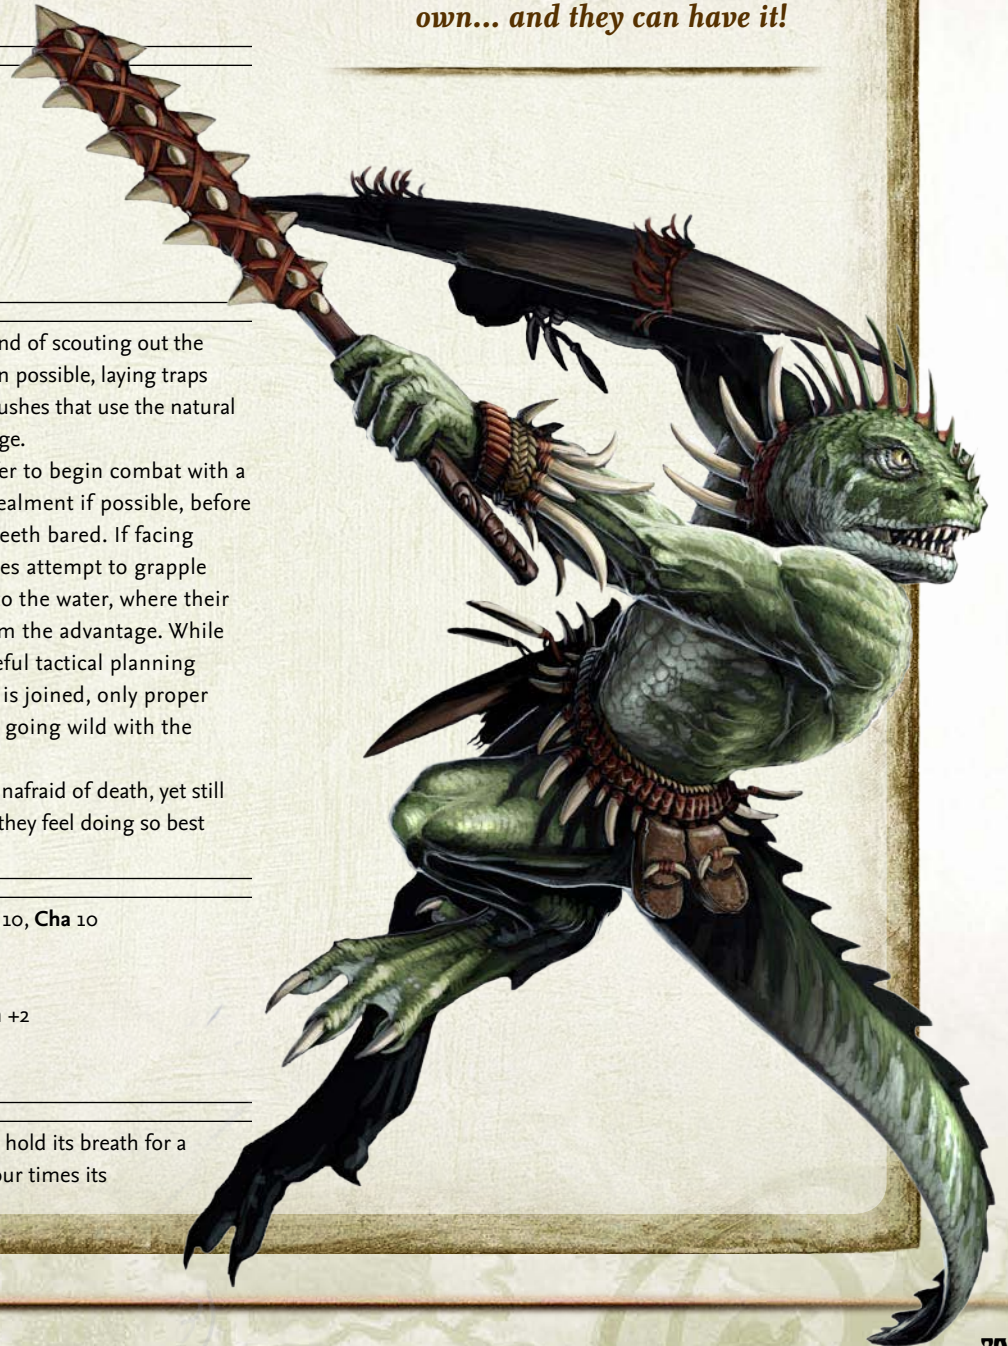 own... and they can have it!
nd of scouting out the
n possible, laying traps
ushes that use the natural
ge.
er to begin combat with a
ealment if possible, before
eeth bared. If facing
es attempt to grapple
o the water, where their
m the advantage. While
eful tactical planning
is joined, only proper
going wild with the
nafraid of death, yet still
they feel doing so best
10, Cha 10
+2
hold its breath for a
our times its